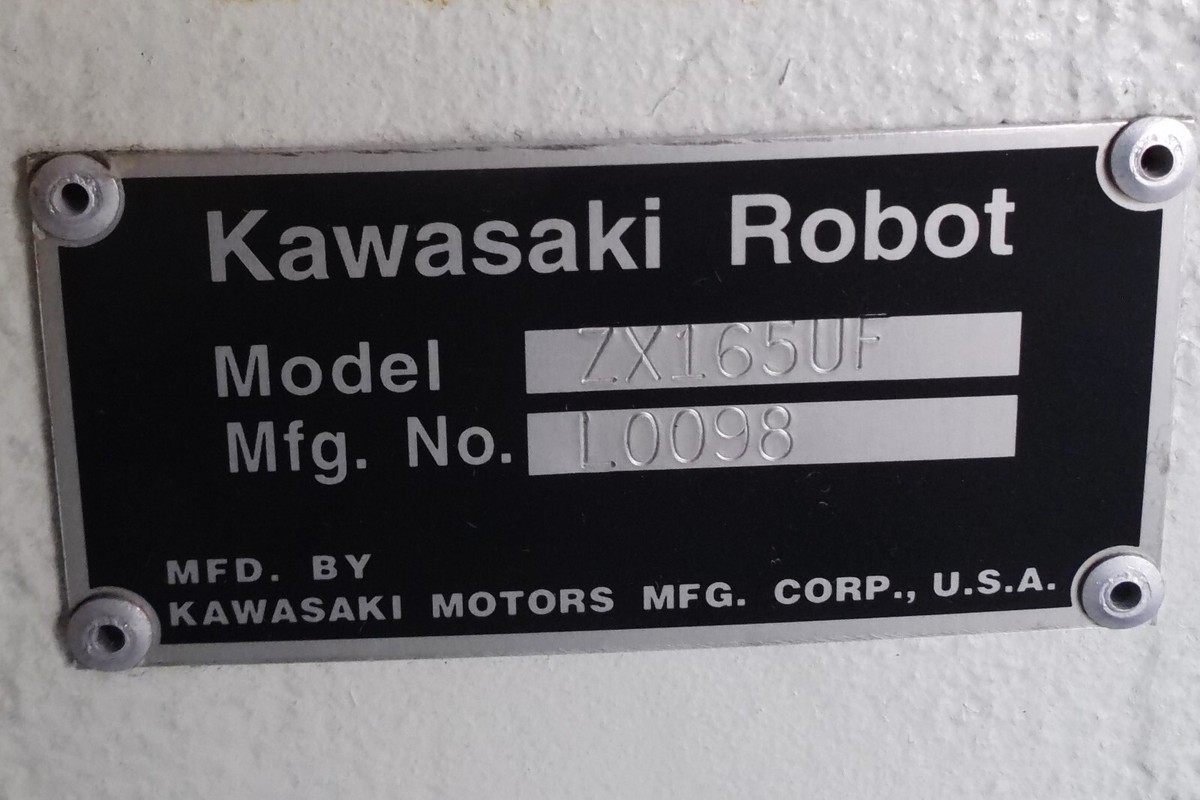 Kawasaki Robot
Model ZX165UF
Mfg. No. L0098
MFD. BY
KAWASAKI MOTORS MFG. CORP., U.S.A.